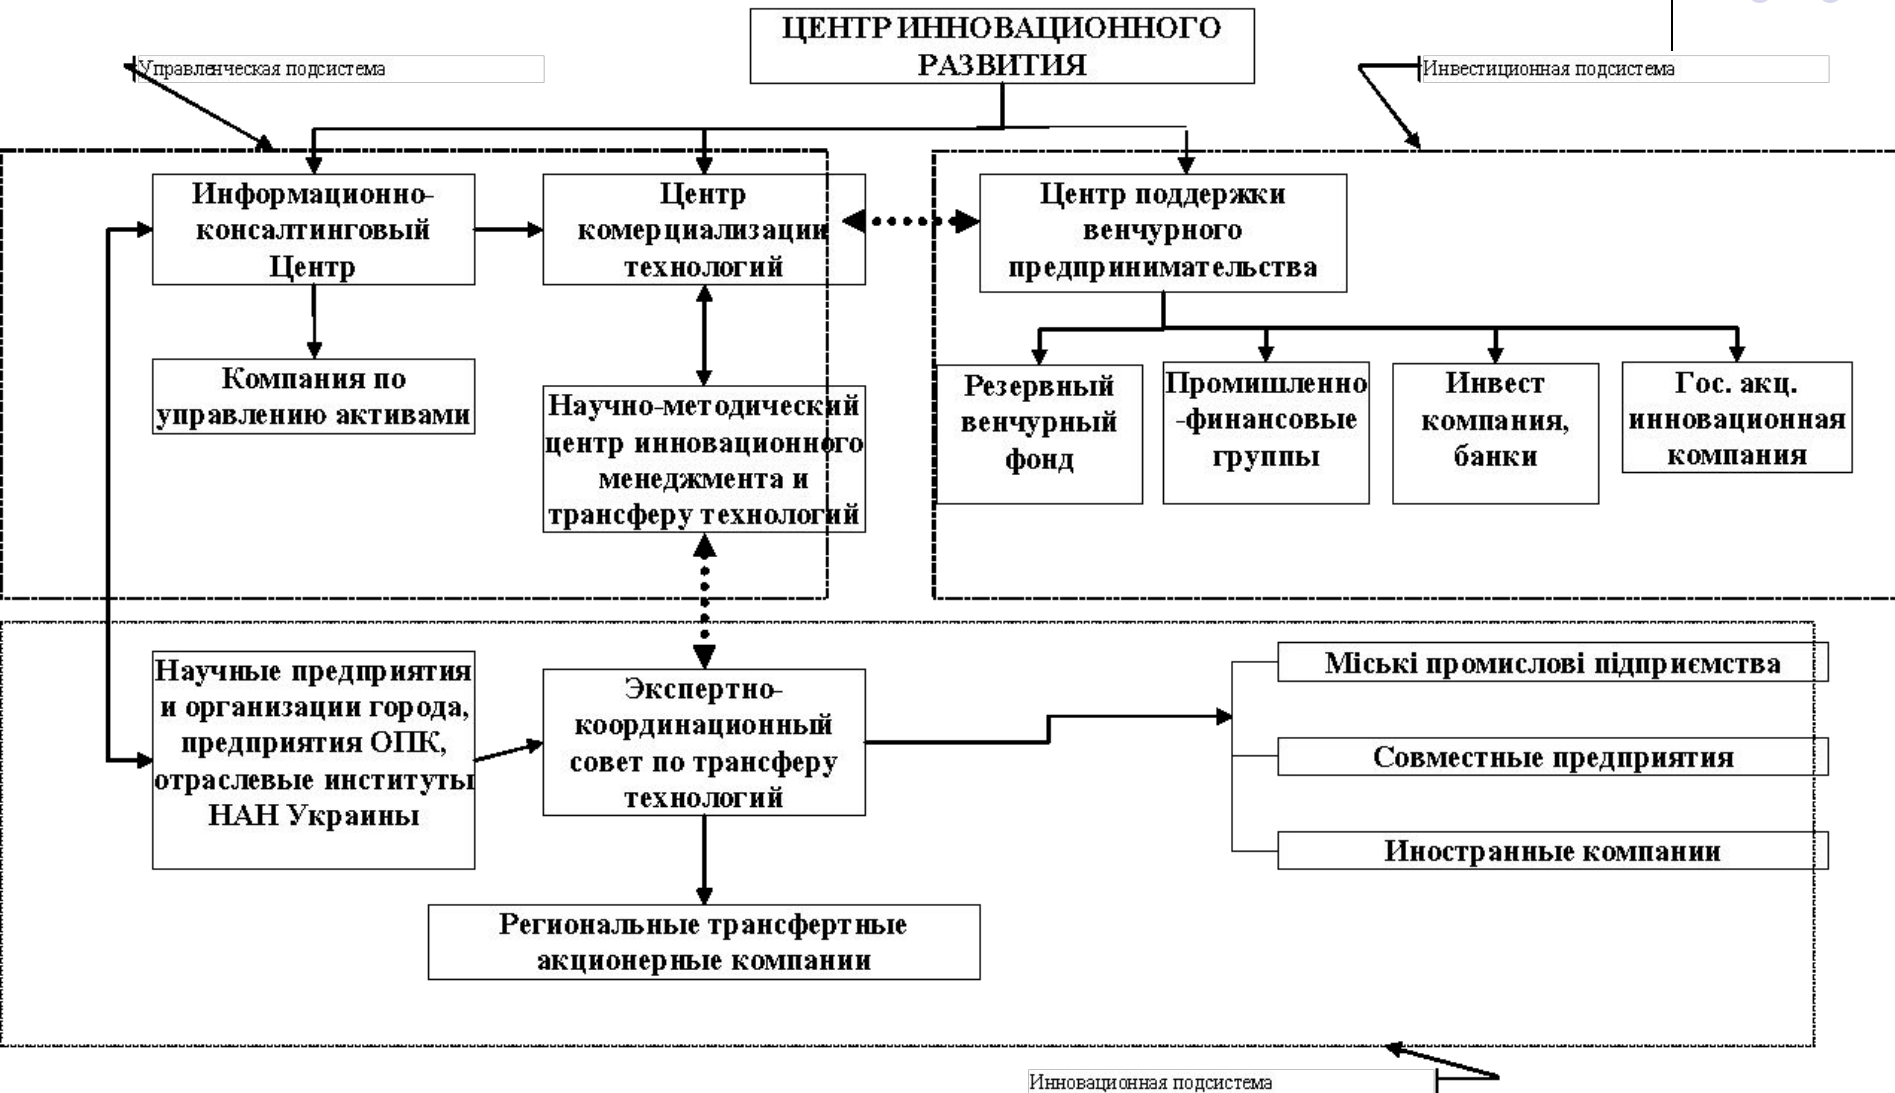 ЦЕНТР ИННОВАЦИОННОГО
РАЗВИТИЯ
Управленческая подсистема
Инвестиционная подсистема
Информационно-
консалтинговый
Центр
Центр
комерциализации
технологий
Центр поддержки
венчурного
предпринимательства
Компания по
управлению активами
Научно-методический
центр инновационного
менеджмента и
трансферу технологий
Резервный
венчурный
фонд
Промишленно
-финансовые
группы
Инвест
компания,
банки
Гос. акц.
инновационная
компания
Научные предприятия
и организации города,
предприятия ОПК,
отраслевые институты
НАН Украины
Экспертно-
координационный
совет по трансферу
технологий
Міські промислові підприємства
Совместные предприятия
Иностранные компании
Региональные трансфертные
акционерные компании
Инновационная подсистема